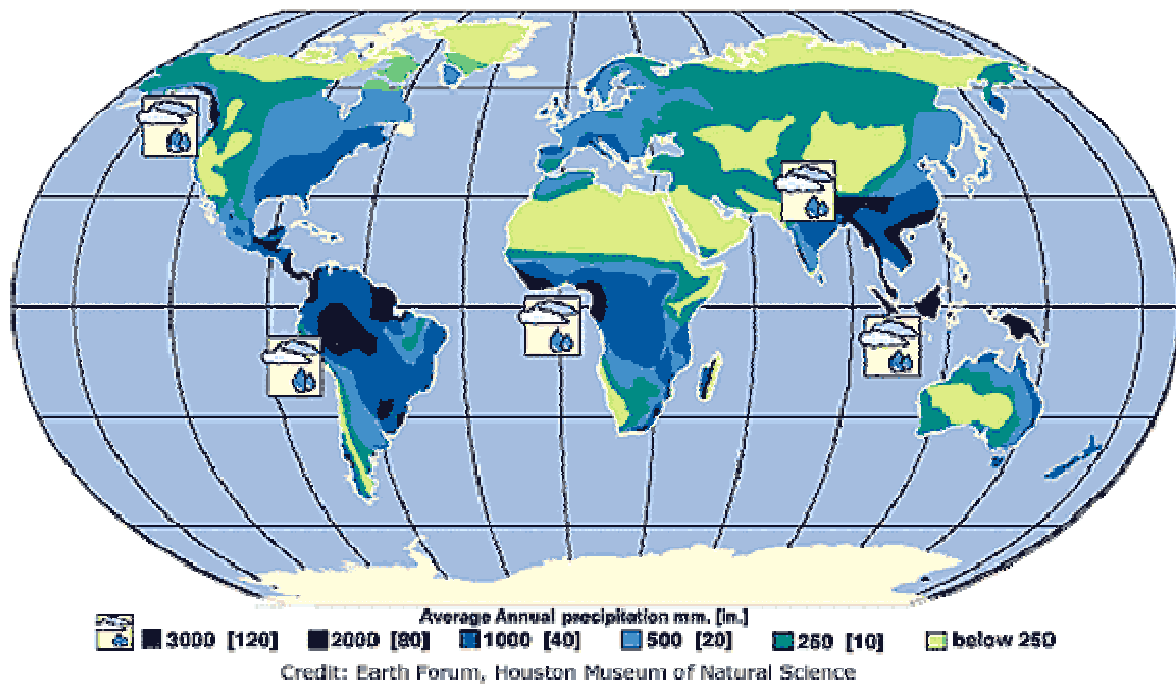 Average Annual precipitation mm. [in.]
3000 [120] 2000 [80] 1000 [40] 500 [20] 250 [10] below 250
Credit: Earth Forum, Houston Museum of Natural Science